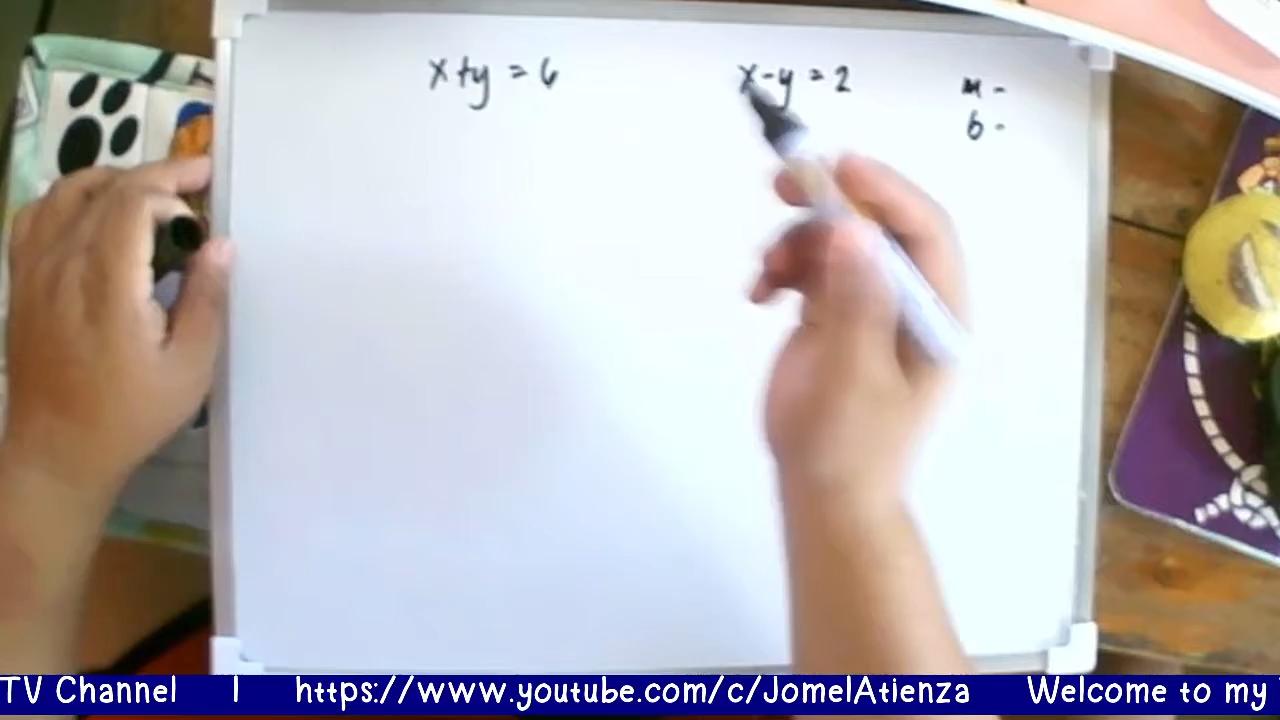 x+y = 6
x-y = 2
m -
b -
TV Channel | https://www.youtube.com/c/JomelAtienza Welcome to my